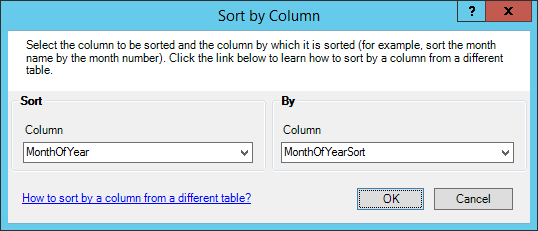 Sort by Column
? x
Select the column to be sorted and the column by which it is sorted (for example, sort the month
name by the month number). Click the link below to learn how to sort by a column from a different
table.
Sort
By
Column
Column
MonthOfYear
MonthOfYearSort
How to sort by a column from a different table?
OK
Cancel